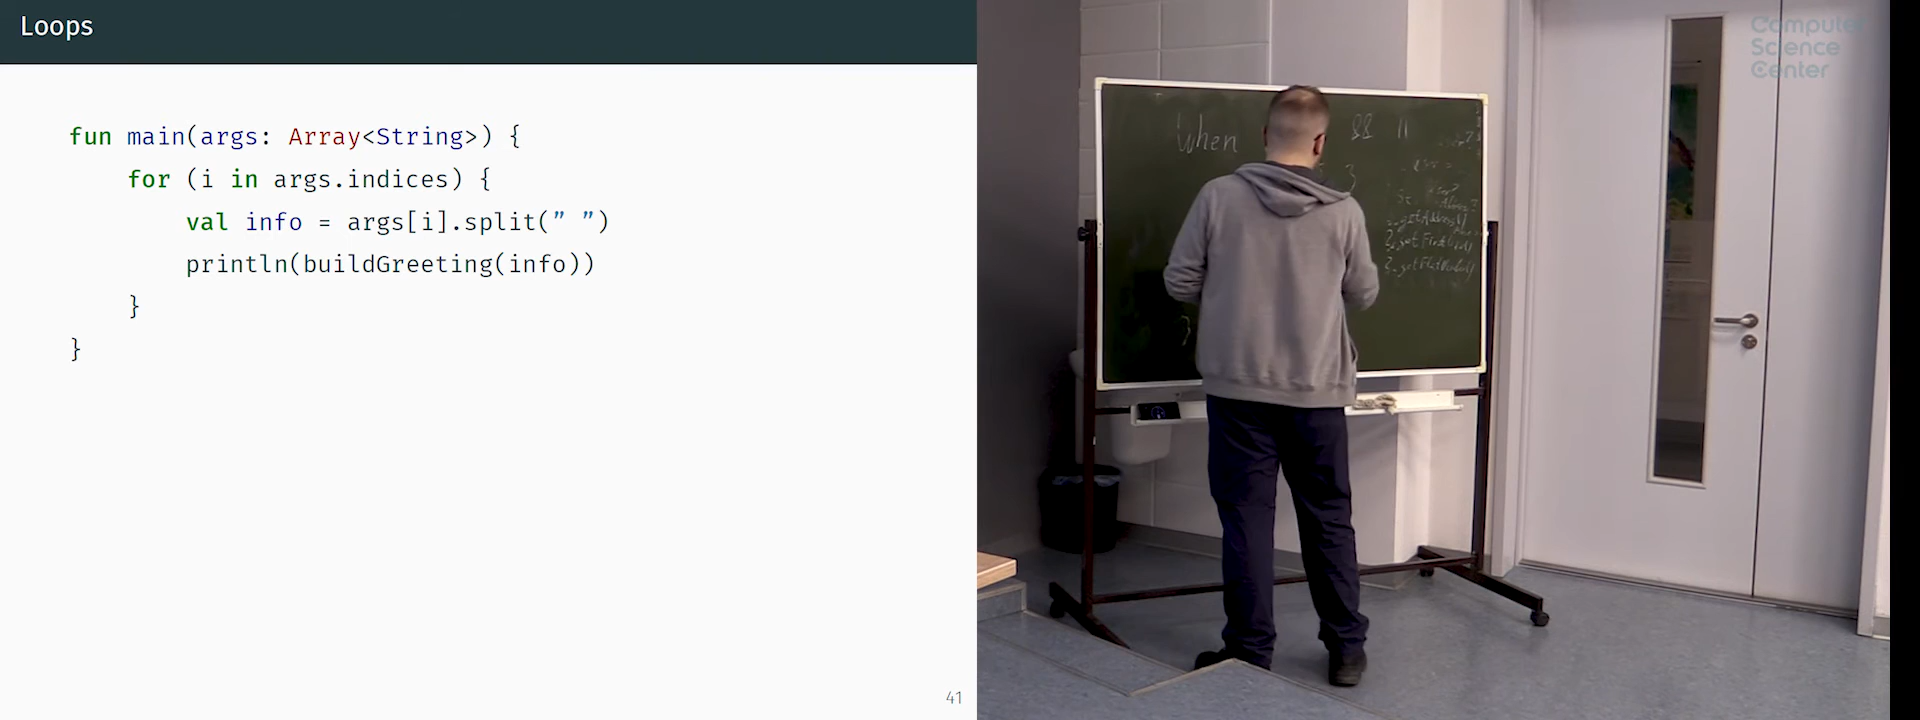 Loops
fun main(args: Array<String>) {
for (i in args.indices) {
val info = args[i].split(" ")
println(buildGreeting(info))
}
}
41
Computer
Science
Center
When && ||